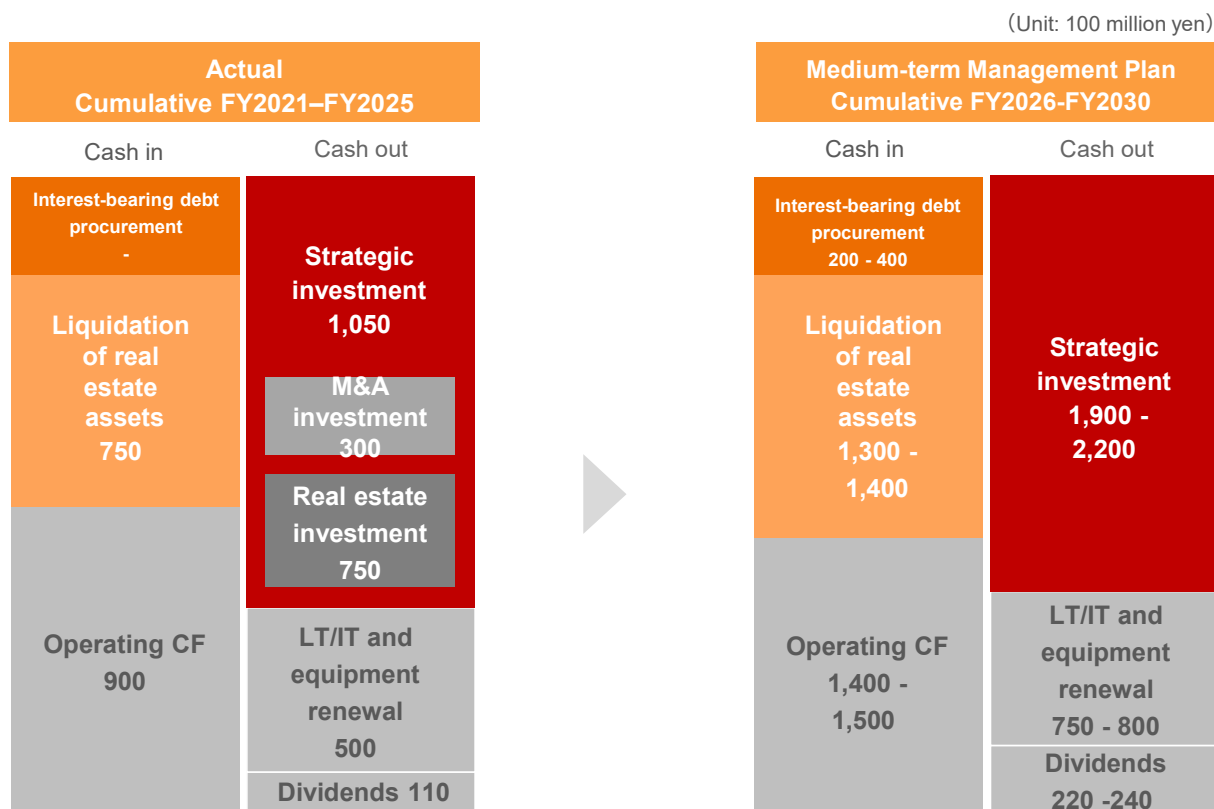 （Unit: 100 million yen）
Actual
Cumulative FY2021–FY2025
Cash in
Cash out
Interest-bearing debt
procurement
-
Liquidation
of real
estate
assets
750
Operating CF
900
Strategic
investment
1,050
M&A
investment
300
Real estate
investment
750
LT/IT and
equipment
renewal
500
Dividends 110
Medium-term Management Plan
Cumulative FY2026-FY2030
Cash in
Cash out
Interest-bearing debt
procurement
200 - 400
Liquidation
of real
estate
assets
1,300 -
1,400
Operating CF
1,400 -
1,500
Strategic
investment
1,900 -
2,200
LT/IT and
equipment
renewal
750 - 800
Dividends
220 -240